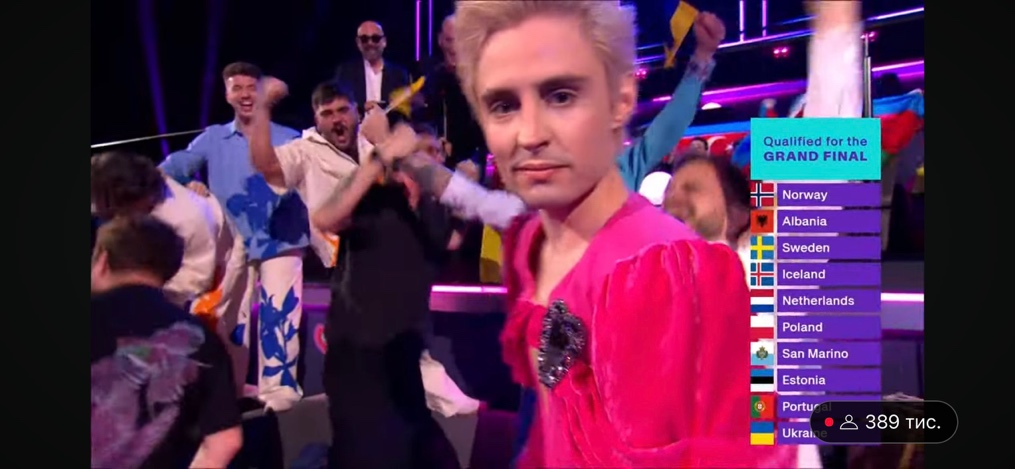 Qualified for the
GRAND FINAL
Norway
Albania
Sweden
Iceland
Netherlands
Poland
San Marino
Estonia
Portugal
Ukraine
389 тис.